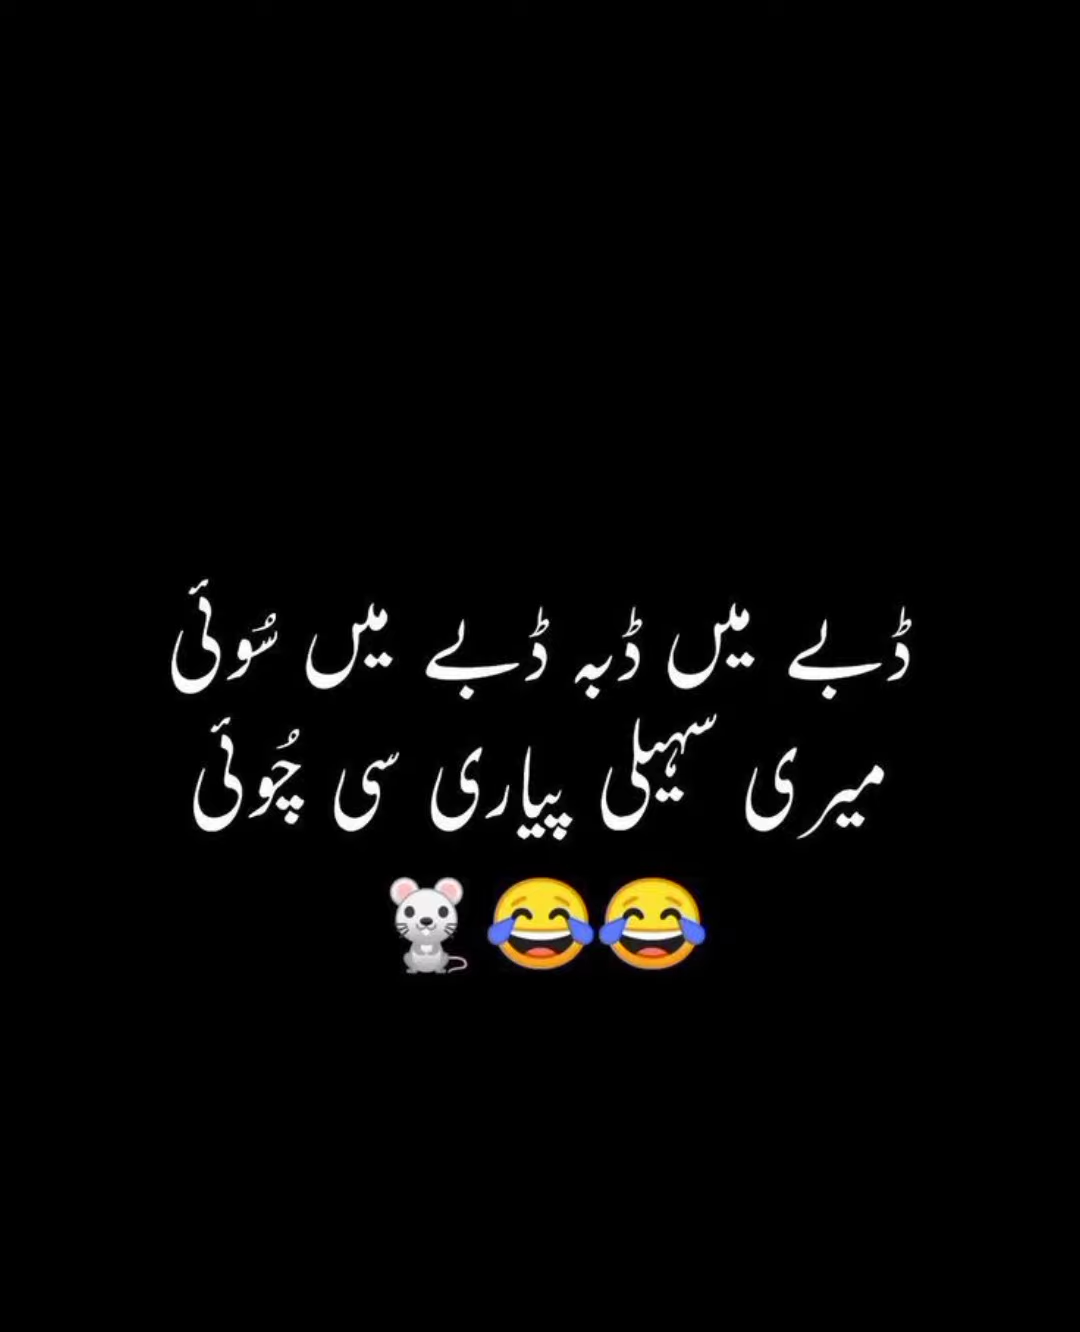 ڈبے میں ڈبہ ڈبے میں سُوئی
میری سہیلی پیاری سی چُوئی
😂😂🐁